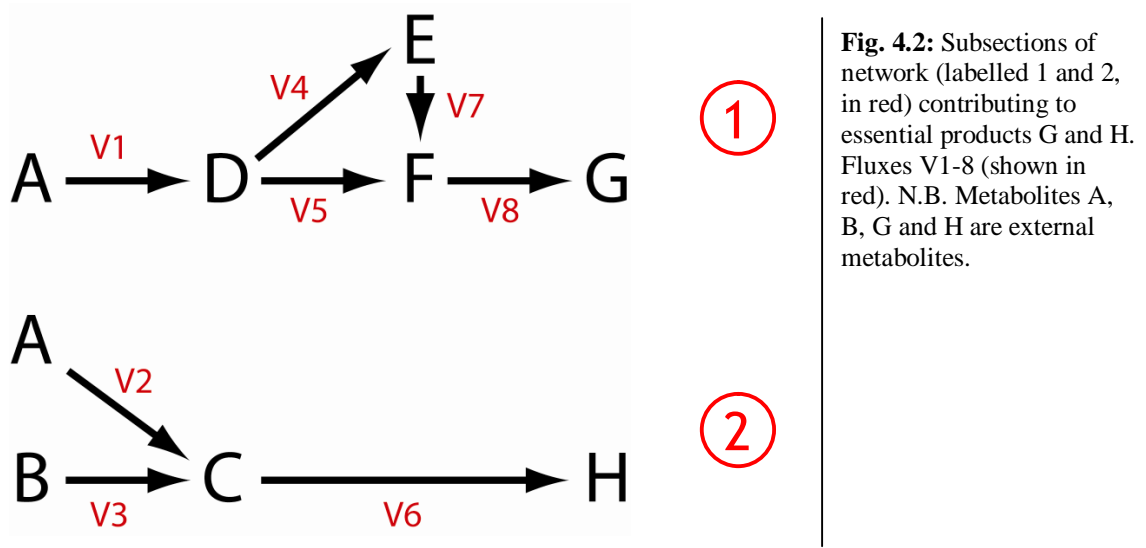 E
V4
V7
1
V1
A
D
F
G
V5
V8
A
V2
2
B
C
H
V3
V6
Fig. 4.2: Subsections of
network (labelled 1 and 2,
in red) contributing to
essential products G and H.
Fluxes V1-8 (shown in
red). N.B. Metabolites A,
B, G and H are external
metabolites.